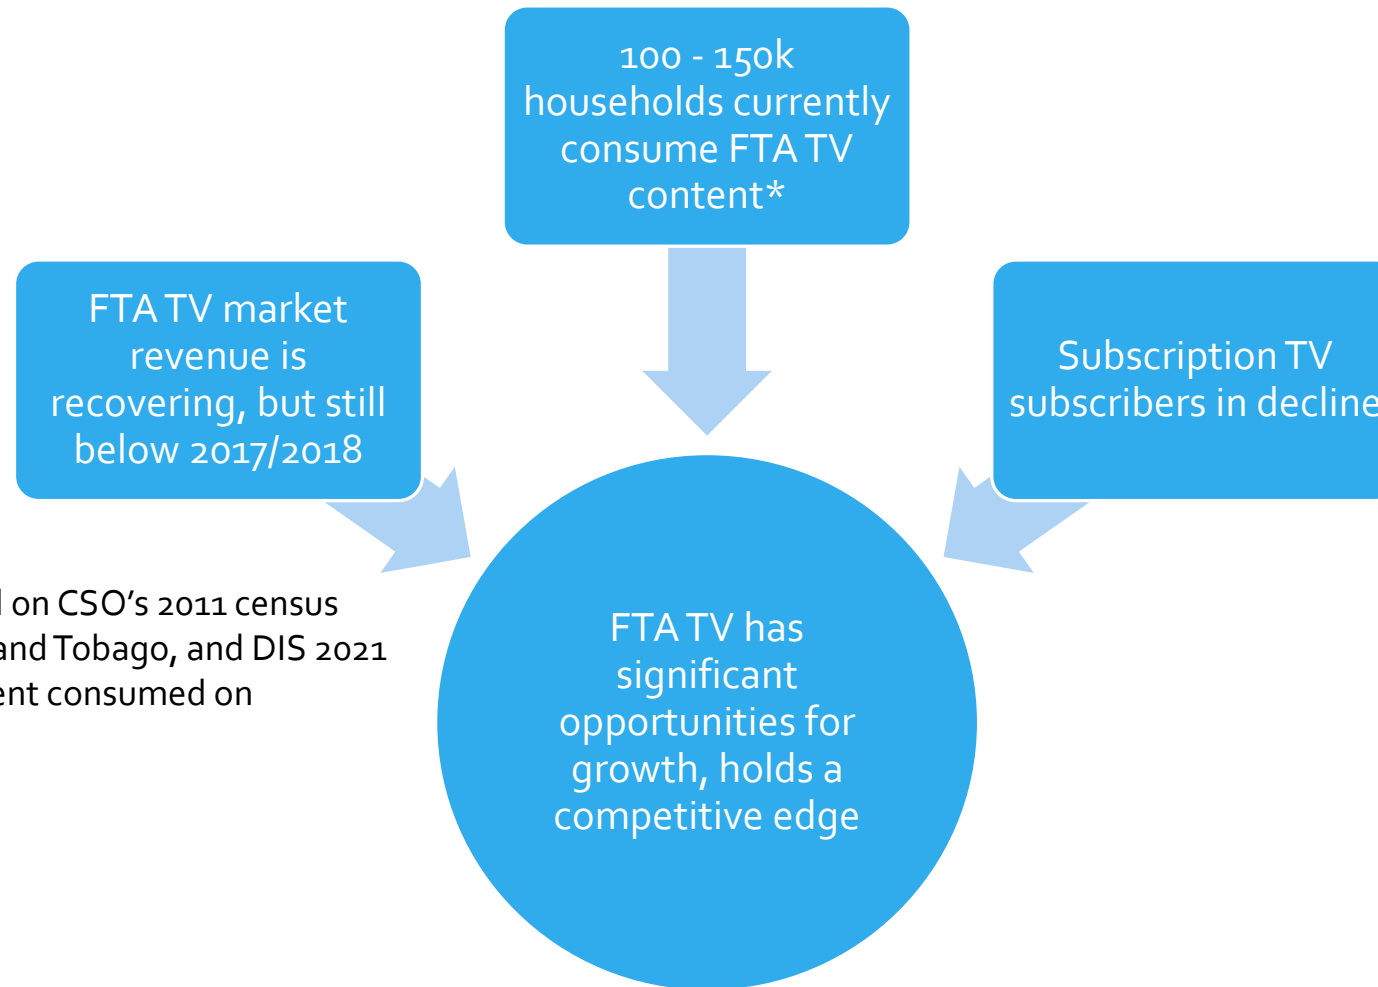 100 - 150k
households currently
consume FTA TV
content*
FTA TV market
revenue is
recovering, but still
below 2017/2018
Subscription TV
subscribers in decline
on CSO’s 2011 census
and Tobago, and DIS 2021
consumed on
FTA TV has
significant
opportunities for
growth, holds a
competitive edge